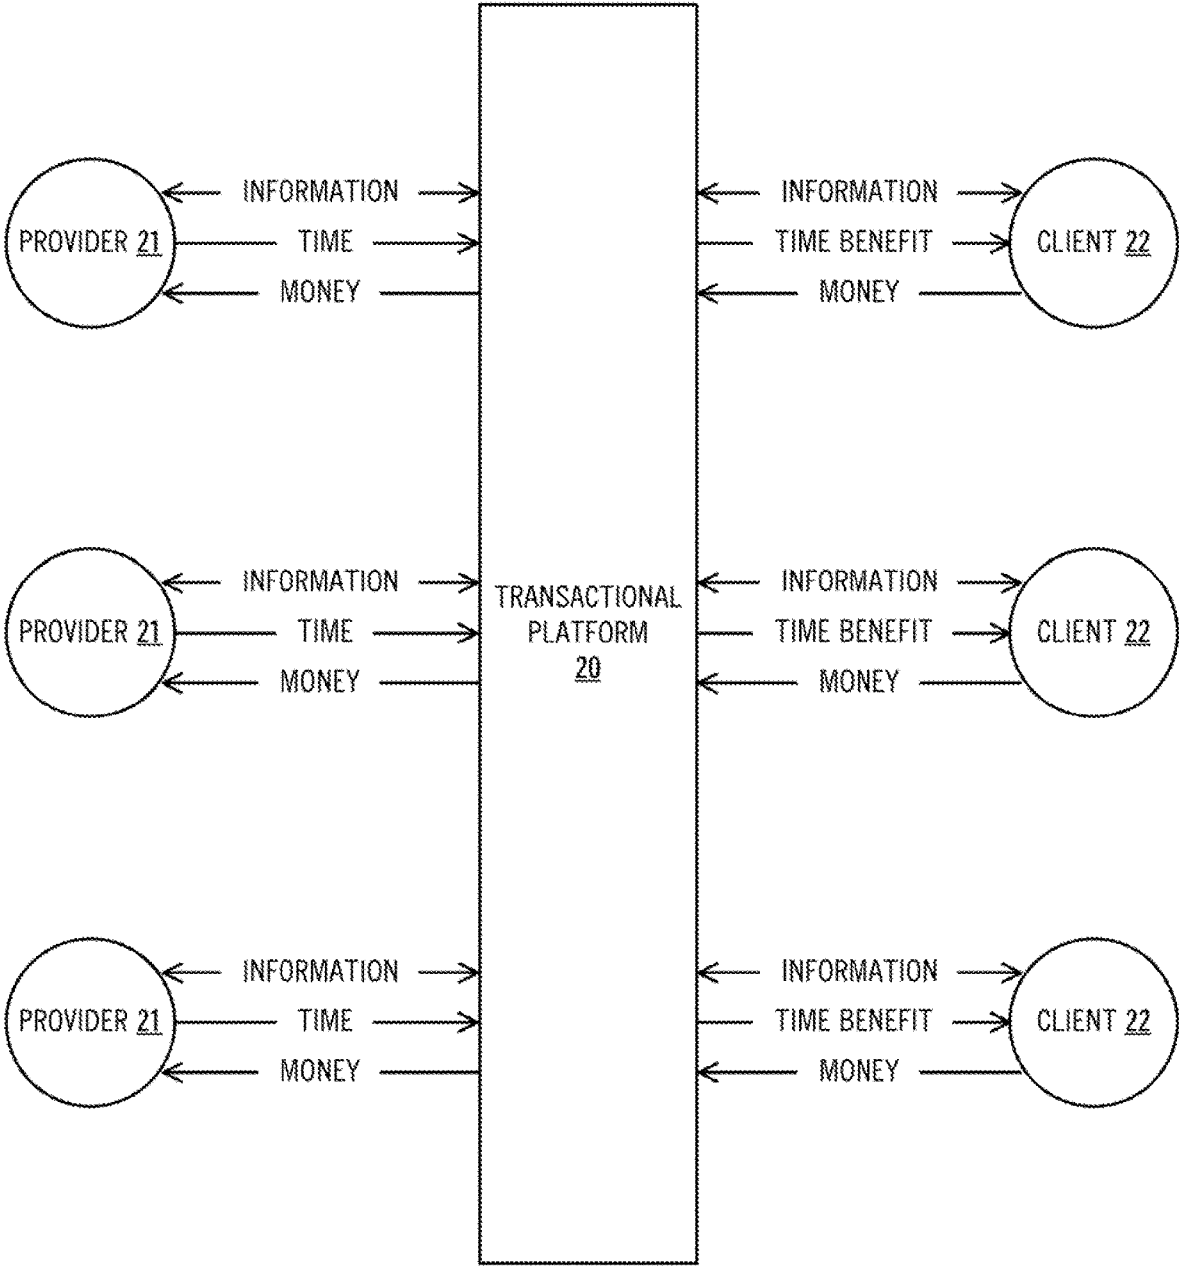 INFORMATION
PROVIDER 21
TIME
MONEY
INFORMATION
TIME BENEFIT
CLIENT 22
MONEY
INFORMATION
PROVIDER 21
TIME
MONEY
TRANSACTIONAL
PLATFORM
20
INFORMATION
TIME BENEFIT
CLIENT 22
MONEY
INFORMATION
PROVIDER 21
TIME
MONEY
INFORMATION
TIME BENEFIT
CLIENT 22
MONEY